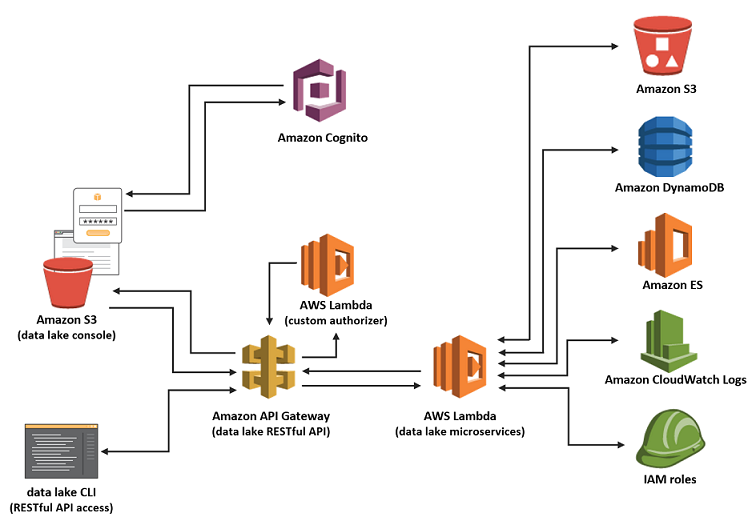 Amazon S3
Amazon Cognito
Amazon DynamoDB
******
Amazon ES
AWS Lambda
(custom authorizer)
Amazon S3
(data lake console)
Amazon CloudWatch Logs
Amazon API Gateway
(data lake RESTful API)
AWS Lambda
(data lake microservices)
IAM roles
data lake CLI
(RESTful API access)